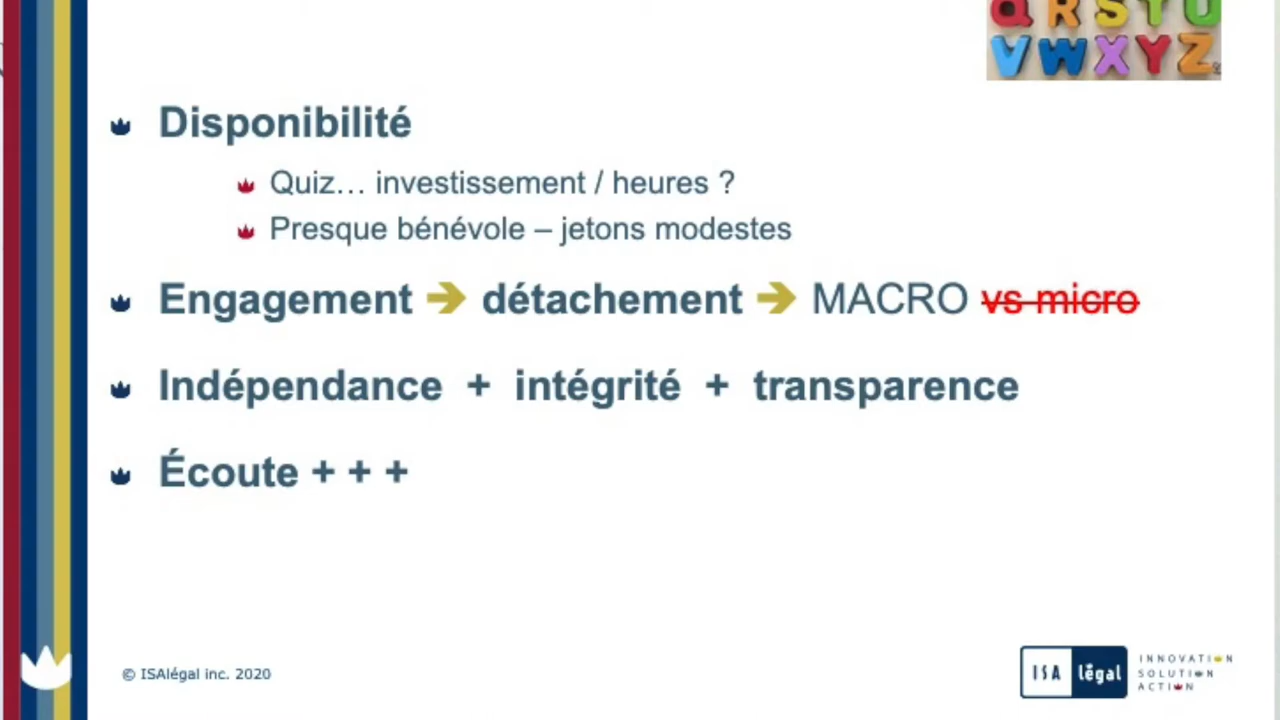 Q R S T U
V W X Y Z
Disponibilité
Quiz… investissement / heures ?
Presque bénévole – jetons modestes
Engagement ➔ détachement ➔ MACRO vs micro
Indépendance + intégrité + transparence
Écoute + + +
© ISAlégal inc. 2020
ISA légal
INNOVATION
SOLUTION
ACTION